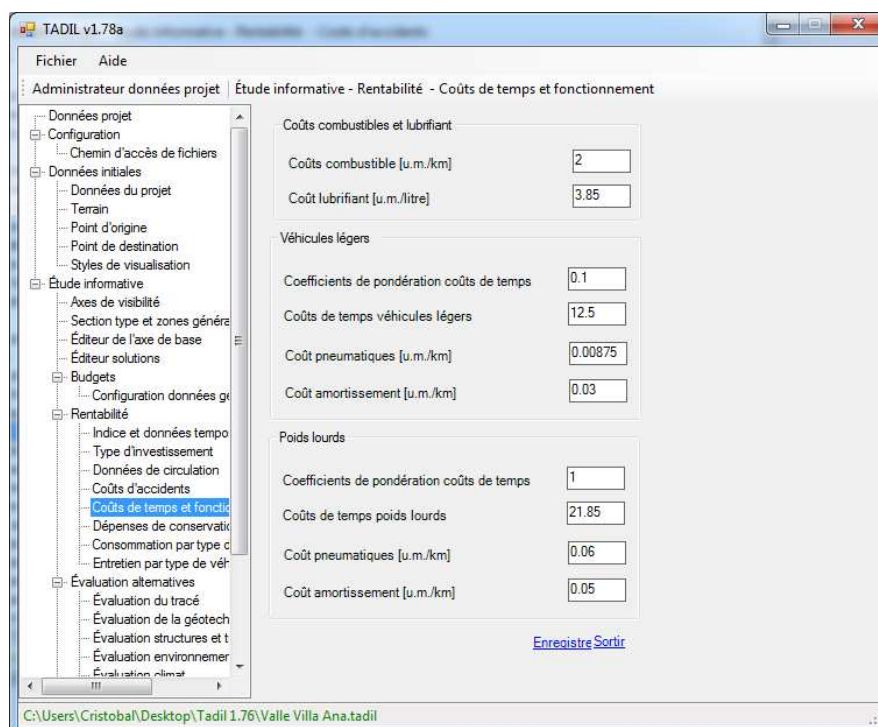 TADIL v1.78a
Fichier Aide
Administrateur données projet Étude informative - Rentabilité - Coûts de temps et fonctionnement
Données projet
Configuration
Chemin d'accès de fichiers
Données initiales
Données du projet
Terrain
Point d'origine
Point de destination
Styles de visualisation
Étude informative
Axes de visibilité
Section type et zones généra
Éditeur de l'axe de base
Éditeur solutions
Budgets
Configuration données ge
Rentabilité
Indice et données tempo
Type d'investissement
Données de circulation
Coûts d'accidents
Coûts de temps et fonctic
Dépenses de conservatic
Consommation par type c
Entretien par type de véh
Évaluation alternatives
Évaluation du tracé
Évaluation de la géotech
Évaluation structures et t
Évaluation environnemer
Évaluation climat
Coûts combustibles et lubrifiant
Coûts combustible [u.m./km] 2
Coût lubrifiant [u.m./litre] 3.85
Véhicules légers
Coefficients de pondération coûts de temps 0.1
Coûts de temps véhicules légers 12.5
Coût pneumatiques [u.m./km] 0.00875
Coût amortissement [u.m./km] 0.03
Poids lourds
Coefficients de pondération coûts de temps 1
Coûts de temps poids lourds 21.85
Coût pneumatiques [u.m./km] 0.06
Coût amortissement [u.m./km] 0.05
Enregistre Sortir
C:\Users\Cristobal\Desktop\Tadil 1.76\Valle Villa Ana.tadil